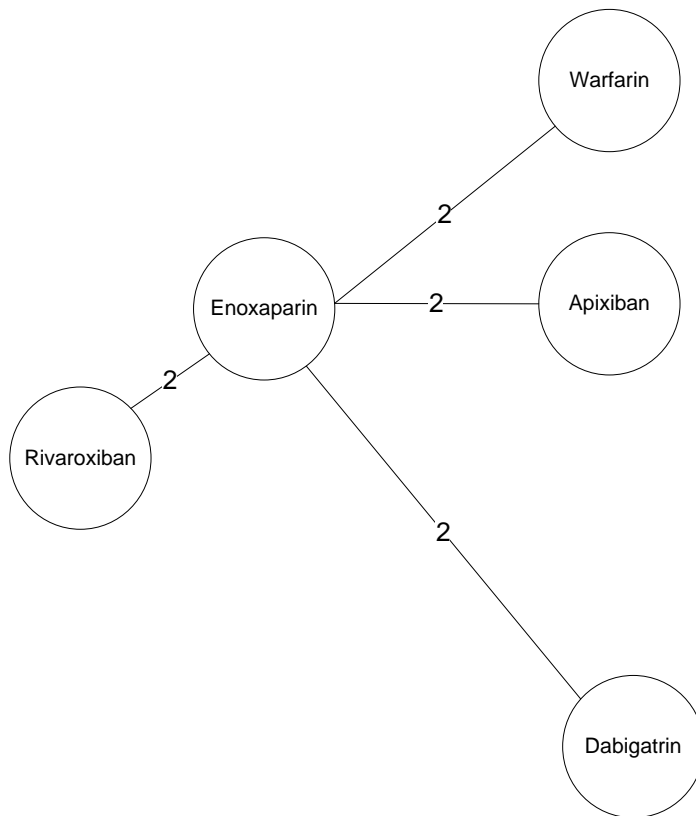 Warfarin
2
Enoxaparin
2
Apixiban
2
Rivaroxiban
2
Dabigatrin